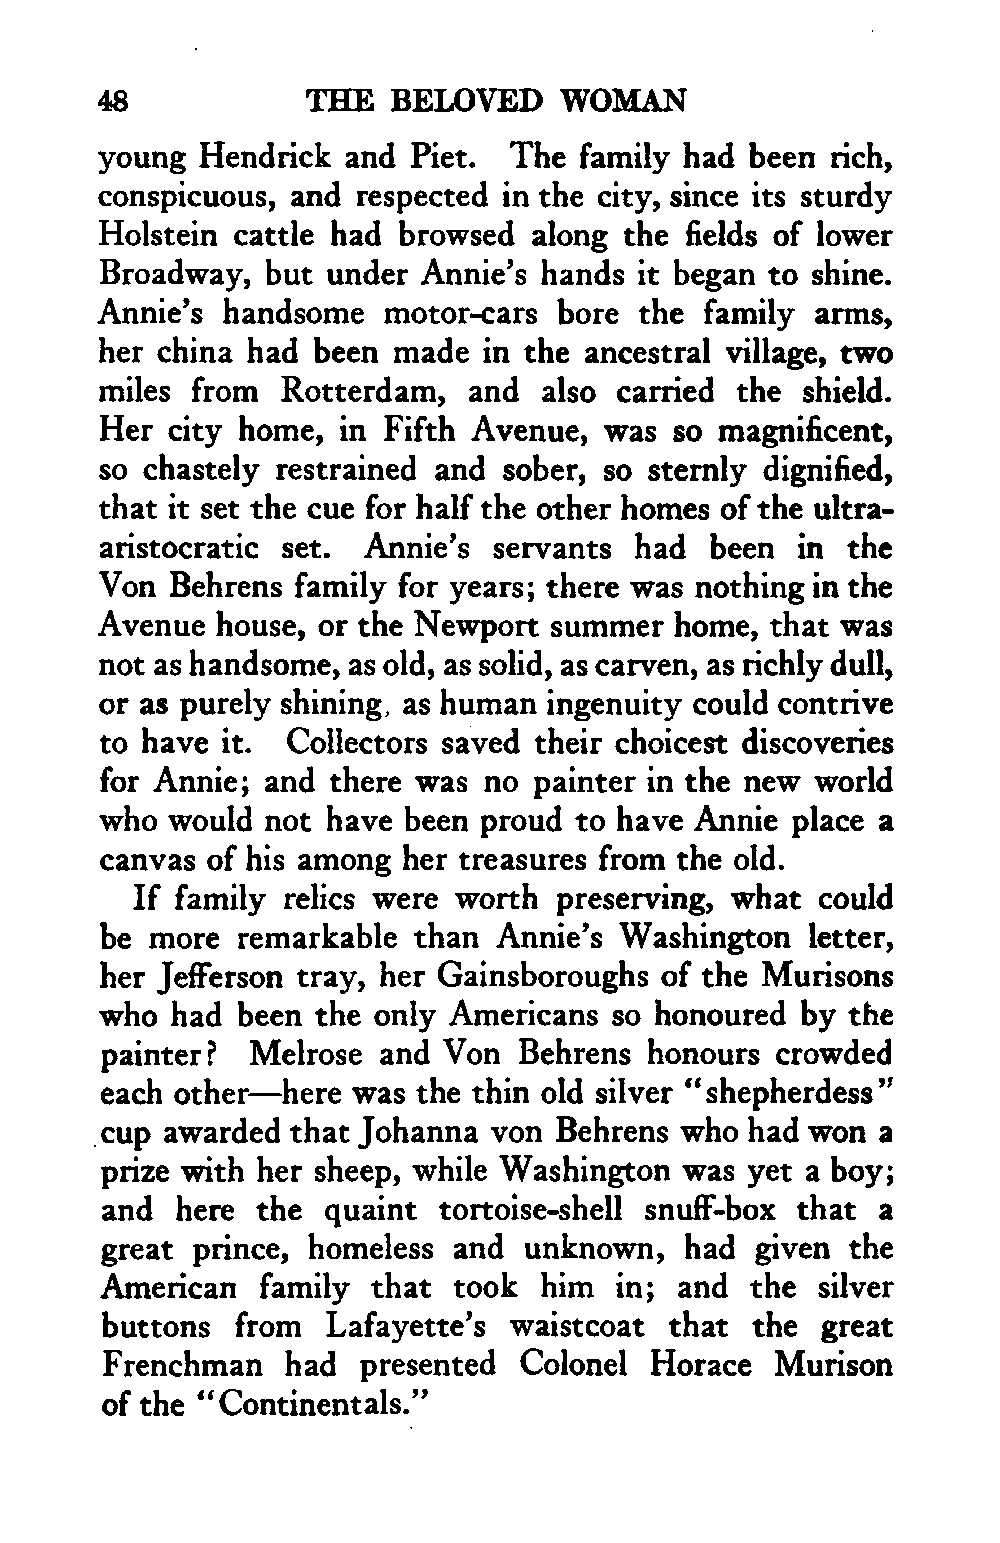 48 THE BELOVED WOMAN
young Hendrick and Piet. The family had been rich,
conspicuous, and respected in the city, since its sturdy
Holstein cattle had browsed along the fields of lower
Broadway, but under Annie's hands it began to shine.
Annie's handsome motor-cars bore the family arms,
her china had been made in the ancestral village, two
miles from Rotterdam, and also carried the shield.
Her city home, in Fifth Avenue, was so magnificent,
so chastely restrained and sober, so sternly dignified,
that it set the cue for half the other homes of the ultra-
aristocratic set. Annie's servants had been in the
Von Behrens family for years; there was nothing in the
Avenue house, or the Newport summer home, that was
not as handsome, as old, as solid, as carven, as richly dull,
or as purely shining, as human ingenuity could contrive
to have it. Collectors saved their choicest discoveries
for Annie; and there was no painter in the new world
who would not have been proud to have Annie place a
canvas of his among her treasures from the old.
If family relics were worth preserving, what could
be more remarkable than Annie's Washington letter,
her Jefferson tray, her Gainsboroughs of the Murisons
who had been the only Americans so honoured by the
painter? Melrose and Von Behrens honours crowded
each other—here was the thin old silver "shepherdess"
cup awarded that Johanna von Behrens who had won a
prize with her sheep, while Washington was yet a boy;
and here the quaint tortoise-shell snuff-box that a
great prince, homeless and unknown, had given the
American family that took him in; and the silver
buttons from Lafayette's waistcoat that the great
Frenchman had presented Colonel Horace Murison
of the "Continentals."